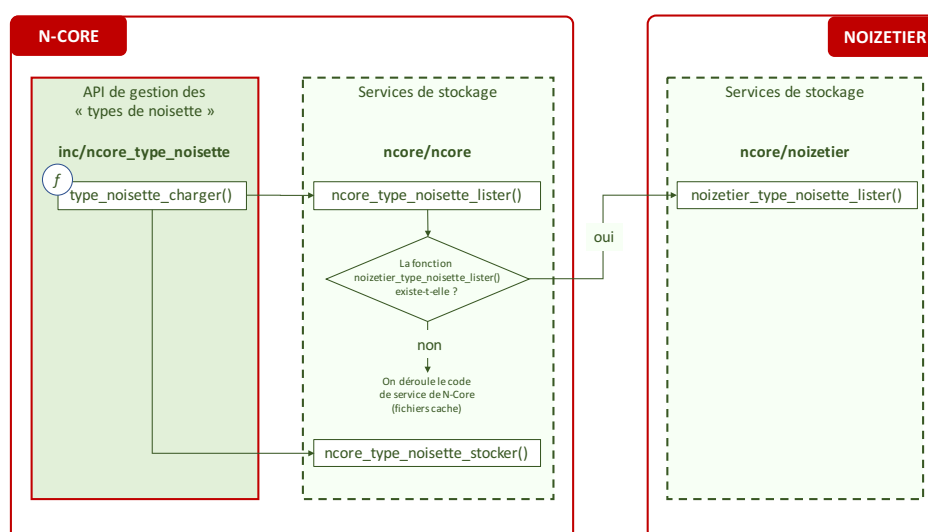 N-CORE
NOIZETIER
API de gestion des
« types de noisette »
inc/ncore_type_noisette
f
type_noisette_charger()
Services de stockage
ncore/ncore
ncore_type_noisette_lister()
La fonction
noizetier_type_noisette_lister()
existe-t-elle ?
oui
non
On déroule le code
de service de N-Core
(fichiers cache)
ncore_type_noisette_stocker()
Services de stockage
ncore/noizetier
noizetier_type_noisette_lister()